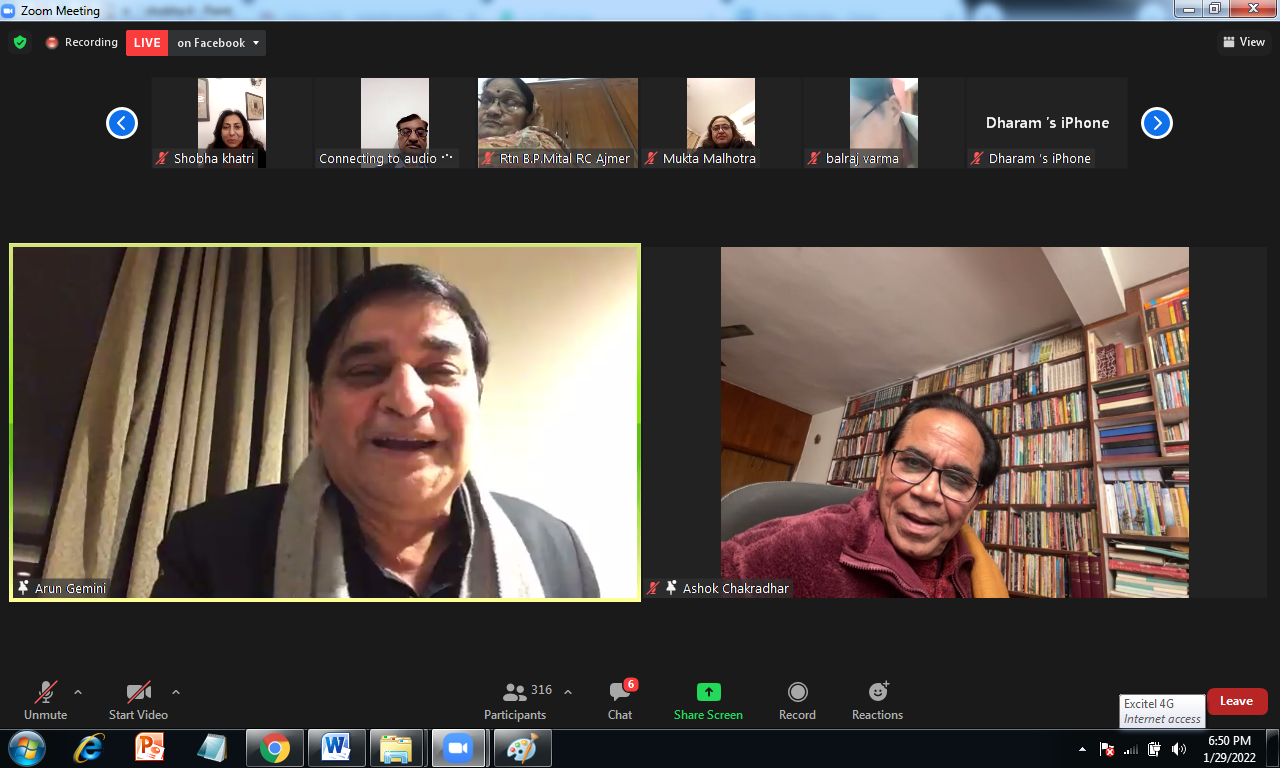 Zoom Meeting
Recording
LIVE
on Facebook
View
Shobha khatri
Connecting to audio ···
Rtn B.P.Mital RC Ajmer
Mukta Malhotra
balraj varma
Dharam 's iPhone
Dharam 's iPhone
Arun Gemini
Ashok Chakradhar
Unmute
Start Video
316
Participants
6
Chat
Share Screen
Record
Reactions
Excitel 4G
Internet access
Leave
6:50 PM
1/29/2022